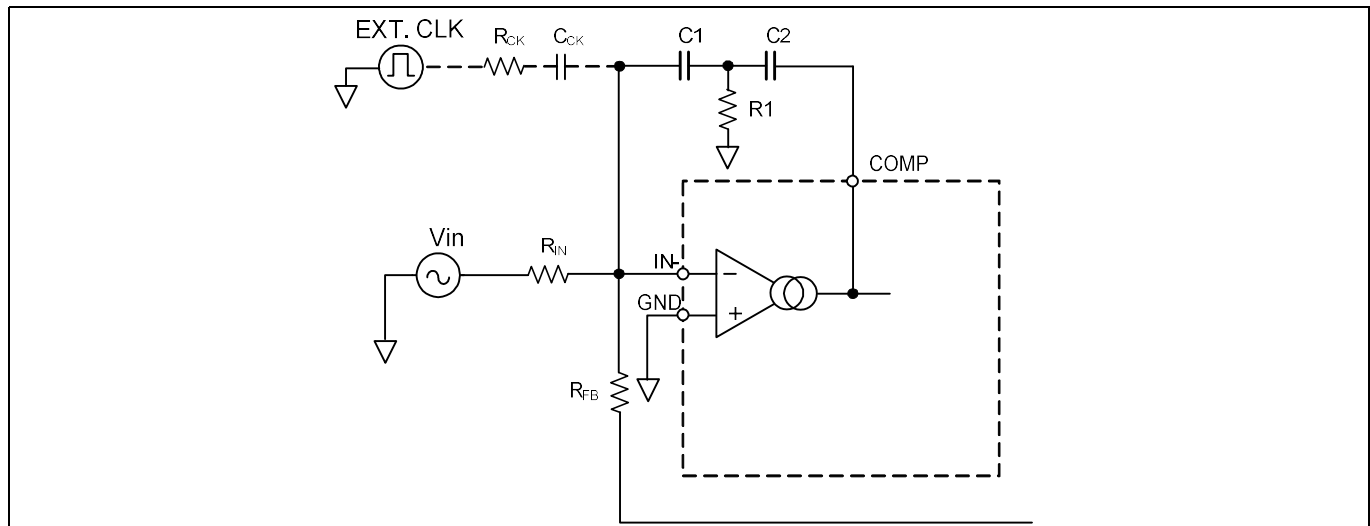 EXT. CLK
RCK
CCK
C1
C2
R1
COMP
Vin
RIN
IN-
GND
RFB